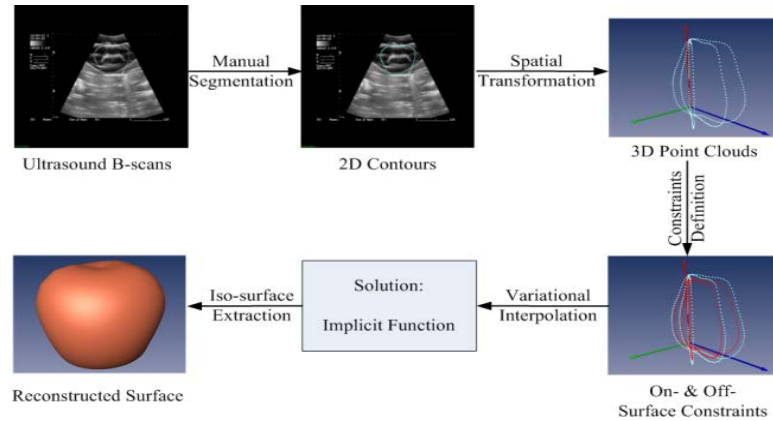 Manual
Segmentation
Spatial
Transformation
Ultrasound B-scans
2D Contours
3D Point Clouds
Constraints
Definition
Solution:
Implicit Function
Iso-surface
Extraction
Variational
Interpolation
Reconstructed Surface
On- & Off-
Surface Constraints